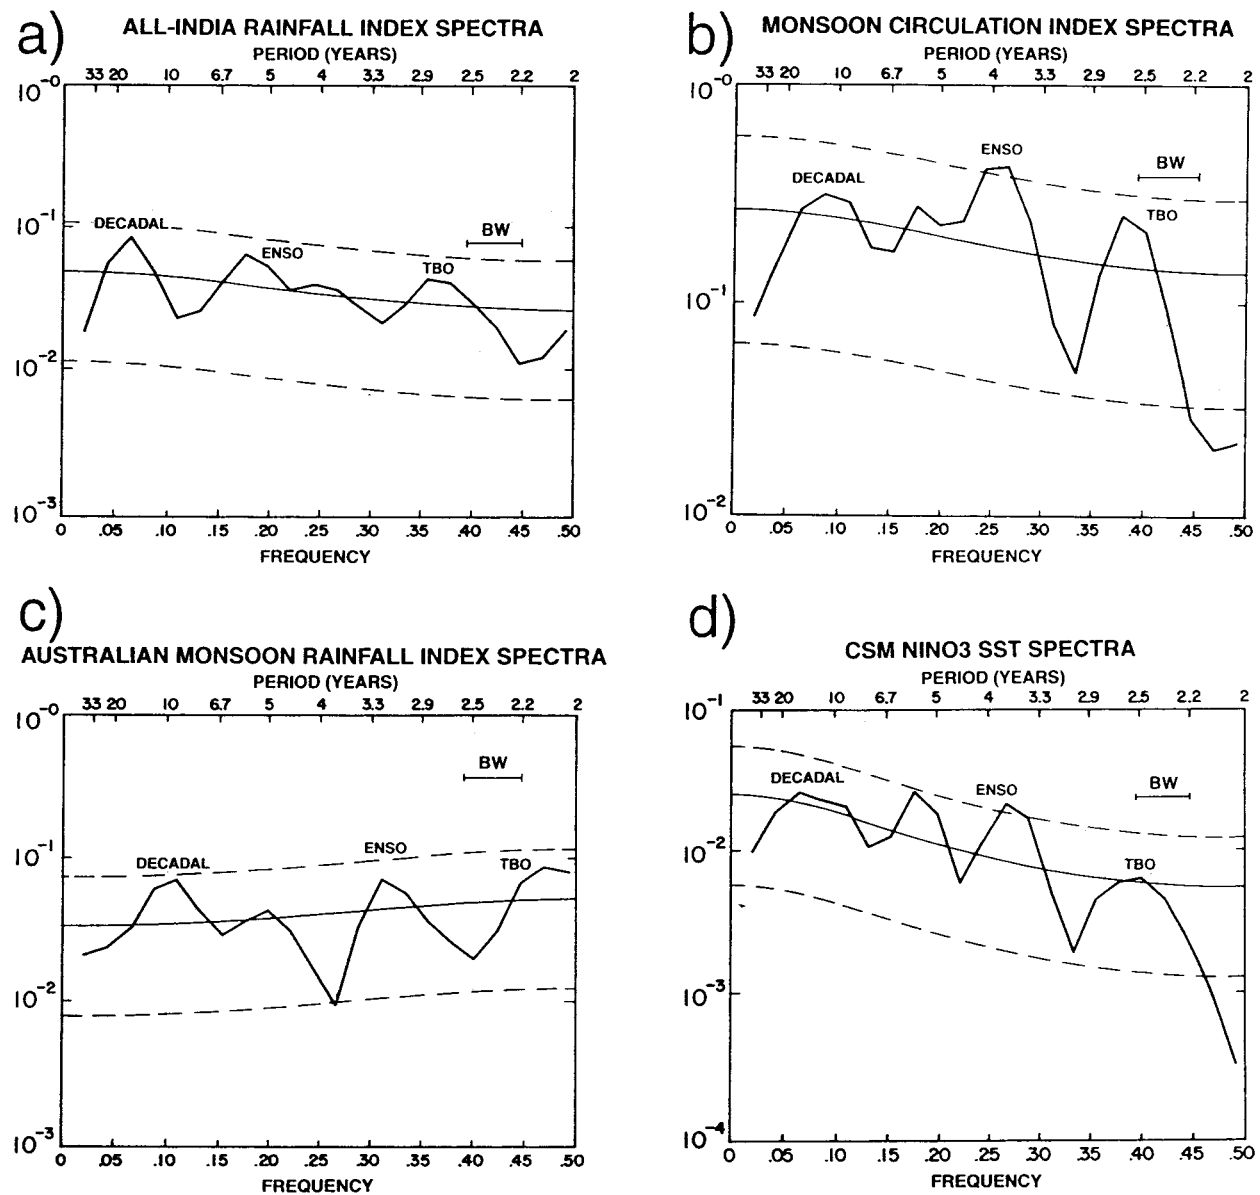 a)
ALL-INDIA RAINFALL INDEX SPECTRA
PERIOD (YEARS)
33 20 10 6.7 5 4 3.3 2.9 2.5 2.2 2
10⁻⁰
10⁻¹
10⁻²
10⁻³
DECADAL
ENSO
TBO
BW
0 .05 .10 .15 .20 .25 .30 .35 .40 .45 .50
FREQUENCY
b)
MONSOON CIRCULATION INDEX SPECTRA
PERIOD (YEARS)
33 20 10 6.7 5 4 3.3 2.9 2.5 2.2 2
10⁻⁰
10⁻¹
10⁻²
DECADAL
ENSO
BW
TBO
0 .05 .10 .15 .20 .25 .30 .35 .40 .45 .50
FREQUENCY
c)
AUSTRALIAN MONSOON RAINFALL INDEX SPECTRA
PERIOD (YEARS)
33 20 10 6.7 5 4 3.3 2.9 2.5 2.2 2
10⁻⁰
10⁻¹
10⁻²
10⁻³
BW
DECADAL
ENSO
TBO
0 .05 .10 .15 .20 .25 .30 .35 .40 .45 .50
FREQUENCY
d)
CSM NINO3 SST SPECTRA
PERIOD (YEARS)
33 20 10 6.7 5 4 3.3 2.9 2.5 2.2 2
10⁻¹
10⁻²
10⁻³
10⁻⁴
DECADAL
ENSO
BW
TBO
0 .05 .10 .15 .20 .25 .30 .35 .40 .45 .50
FREQUENCY